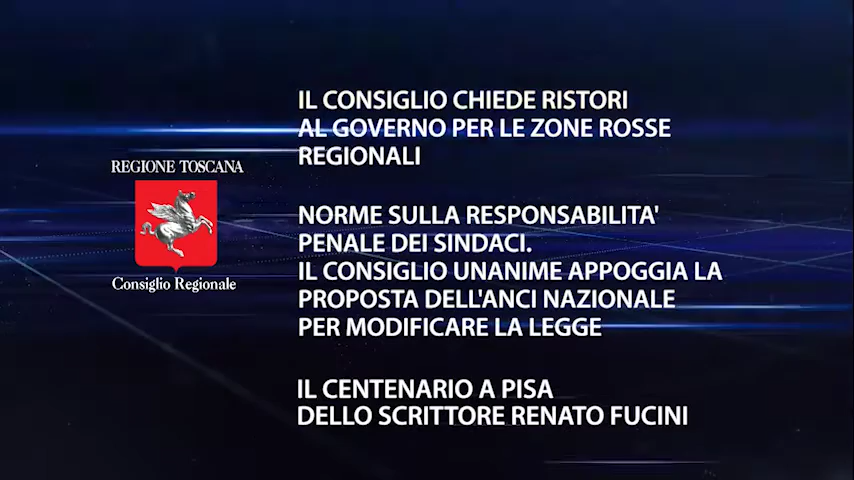 REGIONE TOSCANA
Consiglio Regionale
IL CONSIGLIO CHIEDE RISTORI
AL GOVERNO PER LE ZONE ROSSE
REGIONALI
NORME SULLA RESPONSABILITA'
PENALE DEI SINDACI.
IL CONSIGLIO UNANIME APPOGGIA LA
PROPOSTA DELL'ANCI NAZIONALE
PER MODIFICARE LA LEGGE
IL CENTENARIO A PISA
DELLO SCRITTORE RENATO FUCINI